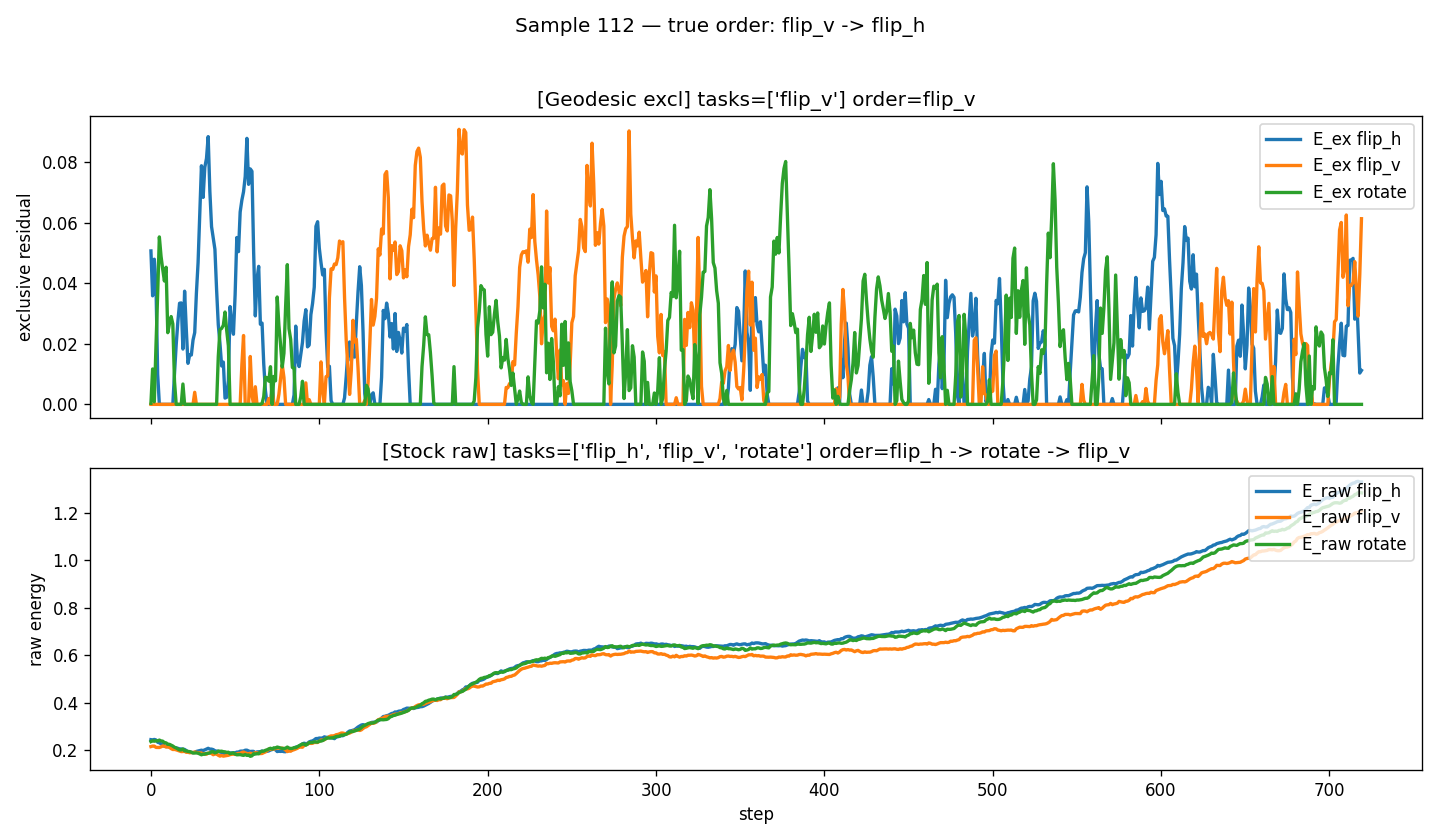 Sample 112 — true order: flip_v -> flip_h
[Geodesic excl] tasks=['flip_v'] order=flip_v
exclusive residual
0.08
0.06
0.04
0.02
0.00
E_ex flip_h
E_ex flip_v
E_ex rotate
[Stock raw] tasks=['flip_h', 'flip_v', 'rotate'] order=flip_h -> rotate -> flip_v
raw energy
1.2
1.0
0.8
0.6
0.4
0.2
E_raw flip_h
E_raw flip_v
E_raw rotate
0 100 200 300 400 500 600 700
step